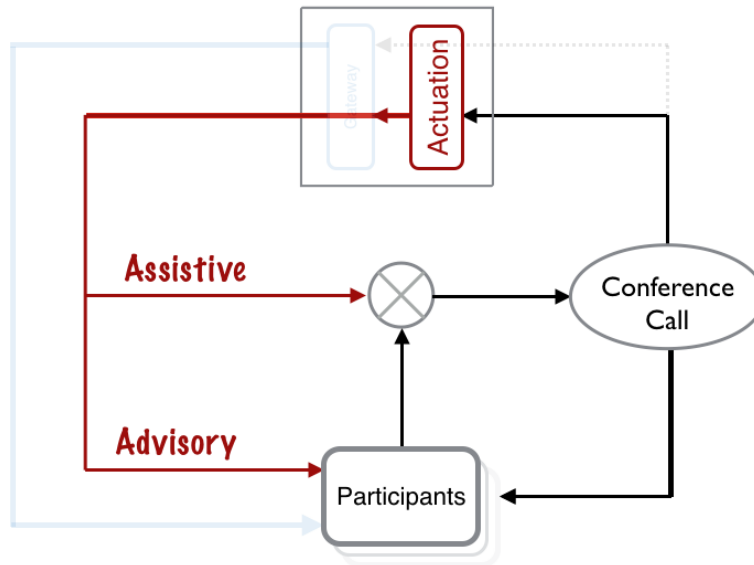 Gateway
Actuation
Assistive
Conference
Call
Advisory
Participants